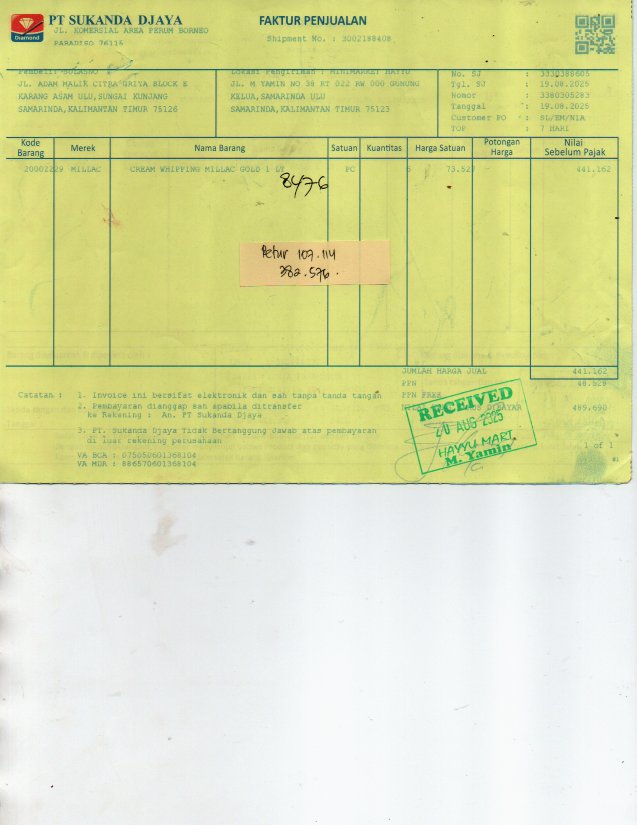 PT SUKANDA DJAYA
JL. KOMERSIAL AREA PERUM BORNEO
PARADISO 76116
Diamond
FAKTUR PENJUALAN
Shipment No. : 3002188408
JL. ADAM MALIK CITRA GRIYA BLOCK E
KARANG ASAM ULU,SUNGAI KUNJANG
SAMARINDA,KALIMANTAN TIMUR 75126
Lokasi Pengiriman : MINIMARKET HAYYU
JL. M YAMIN NO 38 RT 022 RW 000 GUNUNG
KELUA,SAMARINDA ULU
SAMARINDA,KALIMANTAN TIMUR 75123
No. SJ : 3330388605
Tgl. SJ : 19.08.2025
Nomor : 3380305283
Tanggal : 19.08.2025
Customer PO : SL/EM/NIA
TOP : 7 HARI
Kode Barang Merek Nama Barang Satuan Kuantitas Harga Satuan Potongan Harga Nilai Sebelum Pajak
20002229 MILLAC CREAM WHIPPING MILLAC GOLD 1 LT PC 6 73.527 441.162
8476
Retur 107.114
382.576.
JUMLAH HARGA JUAL 441.162
PPN 48.528
PPN FREE
489.690
Catatan : 1. Invoice ini bersifat elektronik dan sah tanpa tanda tangan
2. Pembayaran dianggap sah apabila ditransfer
ke Rekening : An. PT Sukanda Djaya
3. PT. Sukanda Djaya Tidak Bertanggung Jawab atas pembayaran
di luar rekening perusahaan
VA BCA : 075050601368104
VA MDR : 886570601368104
RECEIVED
20 AUG 2025
HAYYU MART
M. Yamin
1 of 1
#1